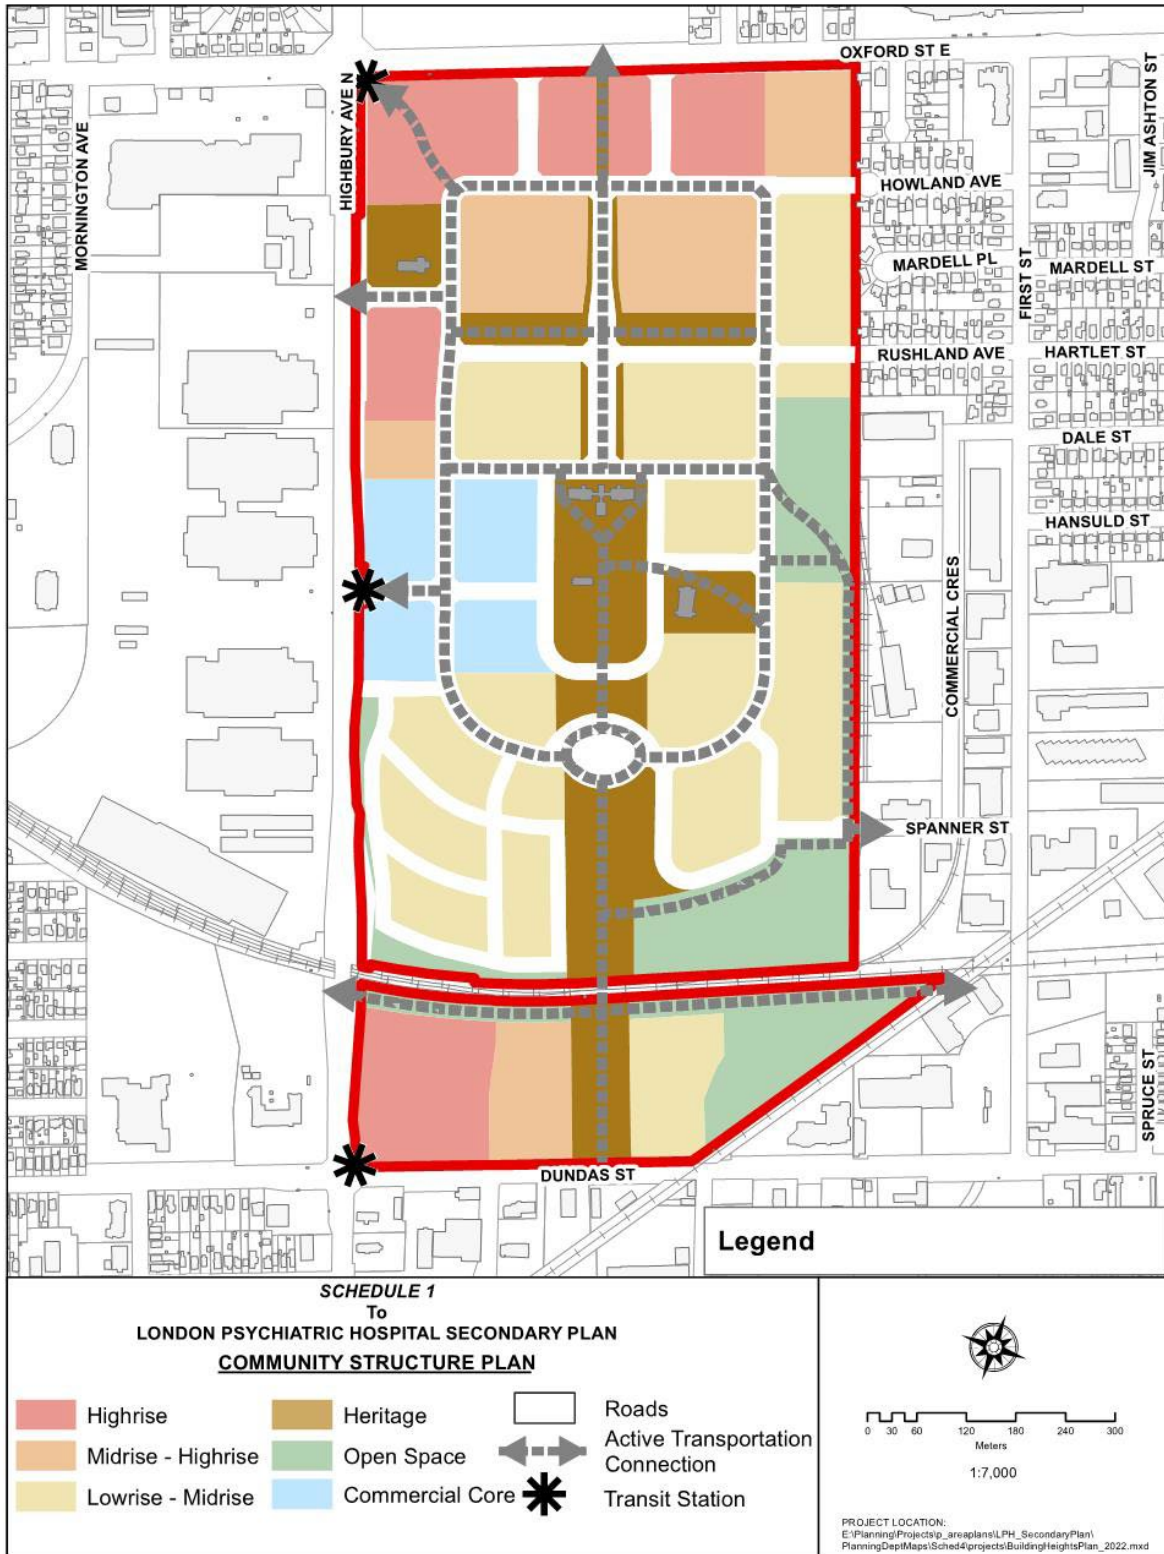 OXFORD ST E
HIGHBURY AVE N
JIM ASHTON ST
MORNINGTON AVE
HOWLAND AVE
MARDELL PL
FIRST ST
MARDELL ST
RUSHLAND AVE
HARTLET ST
DALE ST
HANSULD ST
COMMERCIAL CRES
SPANNER ST
SPRUCE ST
DUNDAS ST
Legend
SCHEDULE 1
To
LONDON PSYCHIATRIC HOSPITAL SECONDARY PLAN
COMMUNITY STRUCTURE PLAN
Highrise
Midrise - Highrise
Lowrise - Midrise
Heritage
Open Space
Commercial Core
Roads
Active Transportation
Connection
Transit Station
0 30 60 120 180 240 300
Meters
1:7,000
PROJECT LOCATION:
E:\Planning\Projects\p_areaplans\LPH_SecondaryPlan\
PlanningDeptMaps\Sched4\projects\BuildingHeightsPlan_2022.mxd